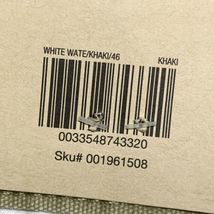 WHITE WATE/KHAKI/46 KHAKI
0033548743320
Sku# 001961508